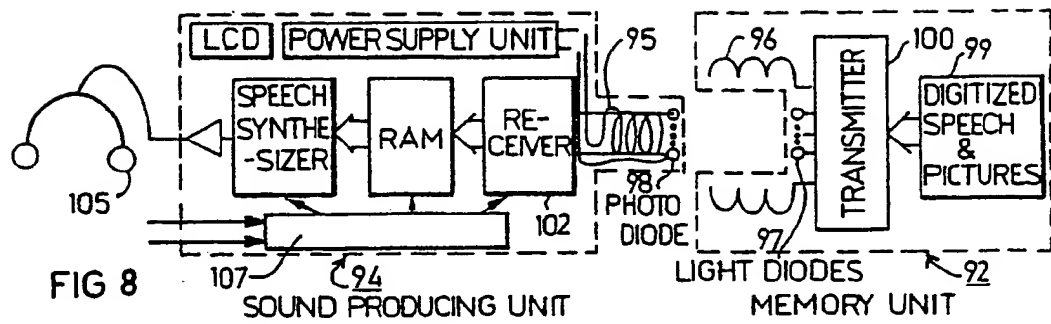 LCD
POWER SUPPLY UNIT
95
96
100
99
SPEECH
SYNTHE
-SIZER
RAM
RE-
CEIVER
TRANSMITTER
DIGITIZED
SPEECH
&
PICTURES
105
98
102
PHOTO
DIODE
97
107
94
LIGHT DIODES
92
FIG 8
SOUND PRODUCING UNIT
MEMORY UNIT